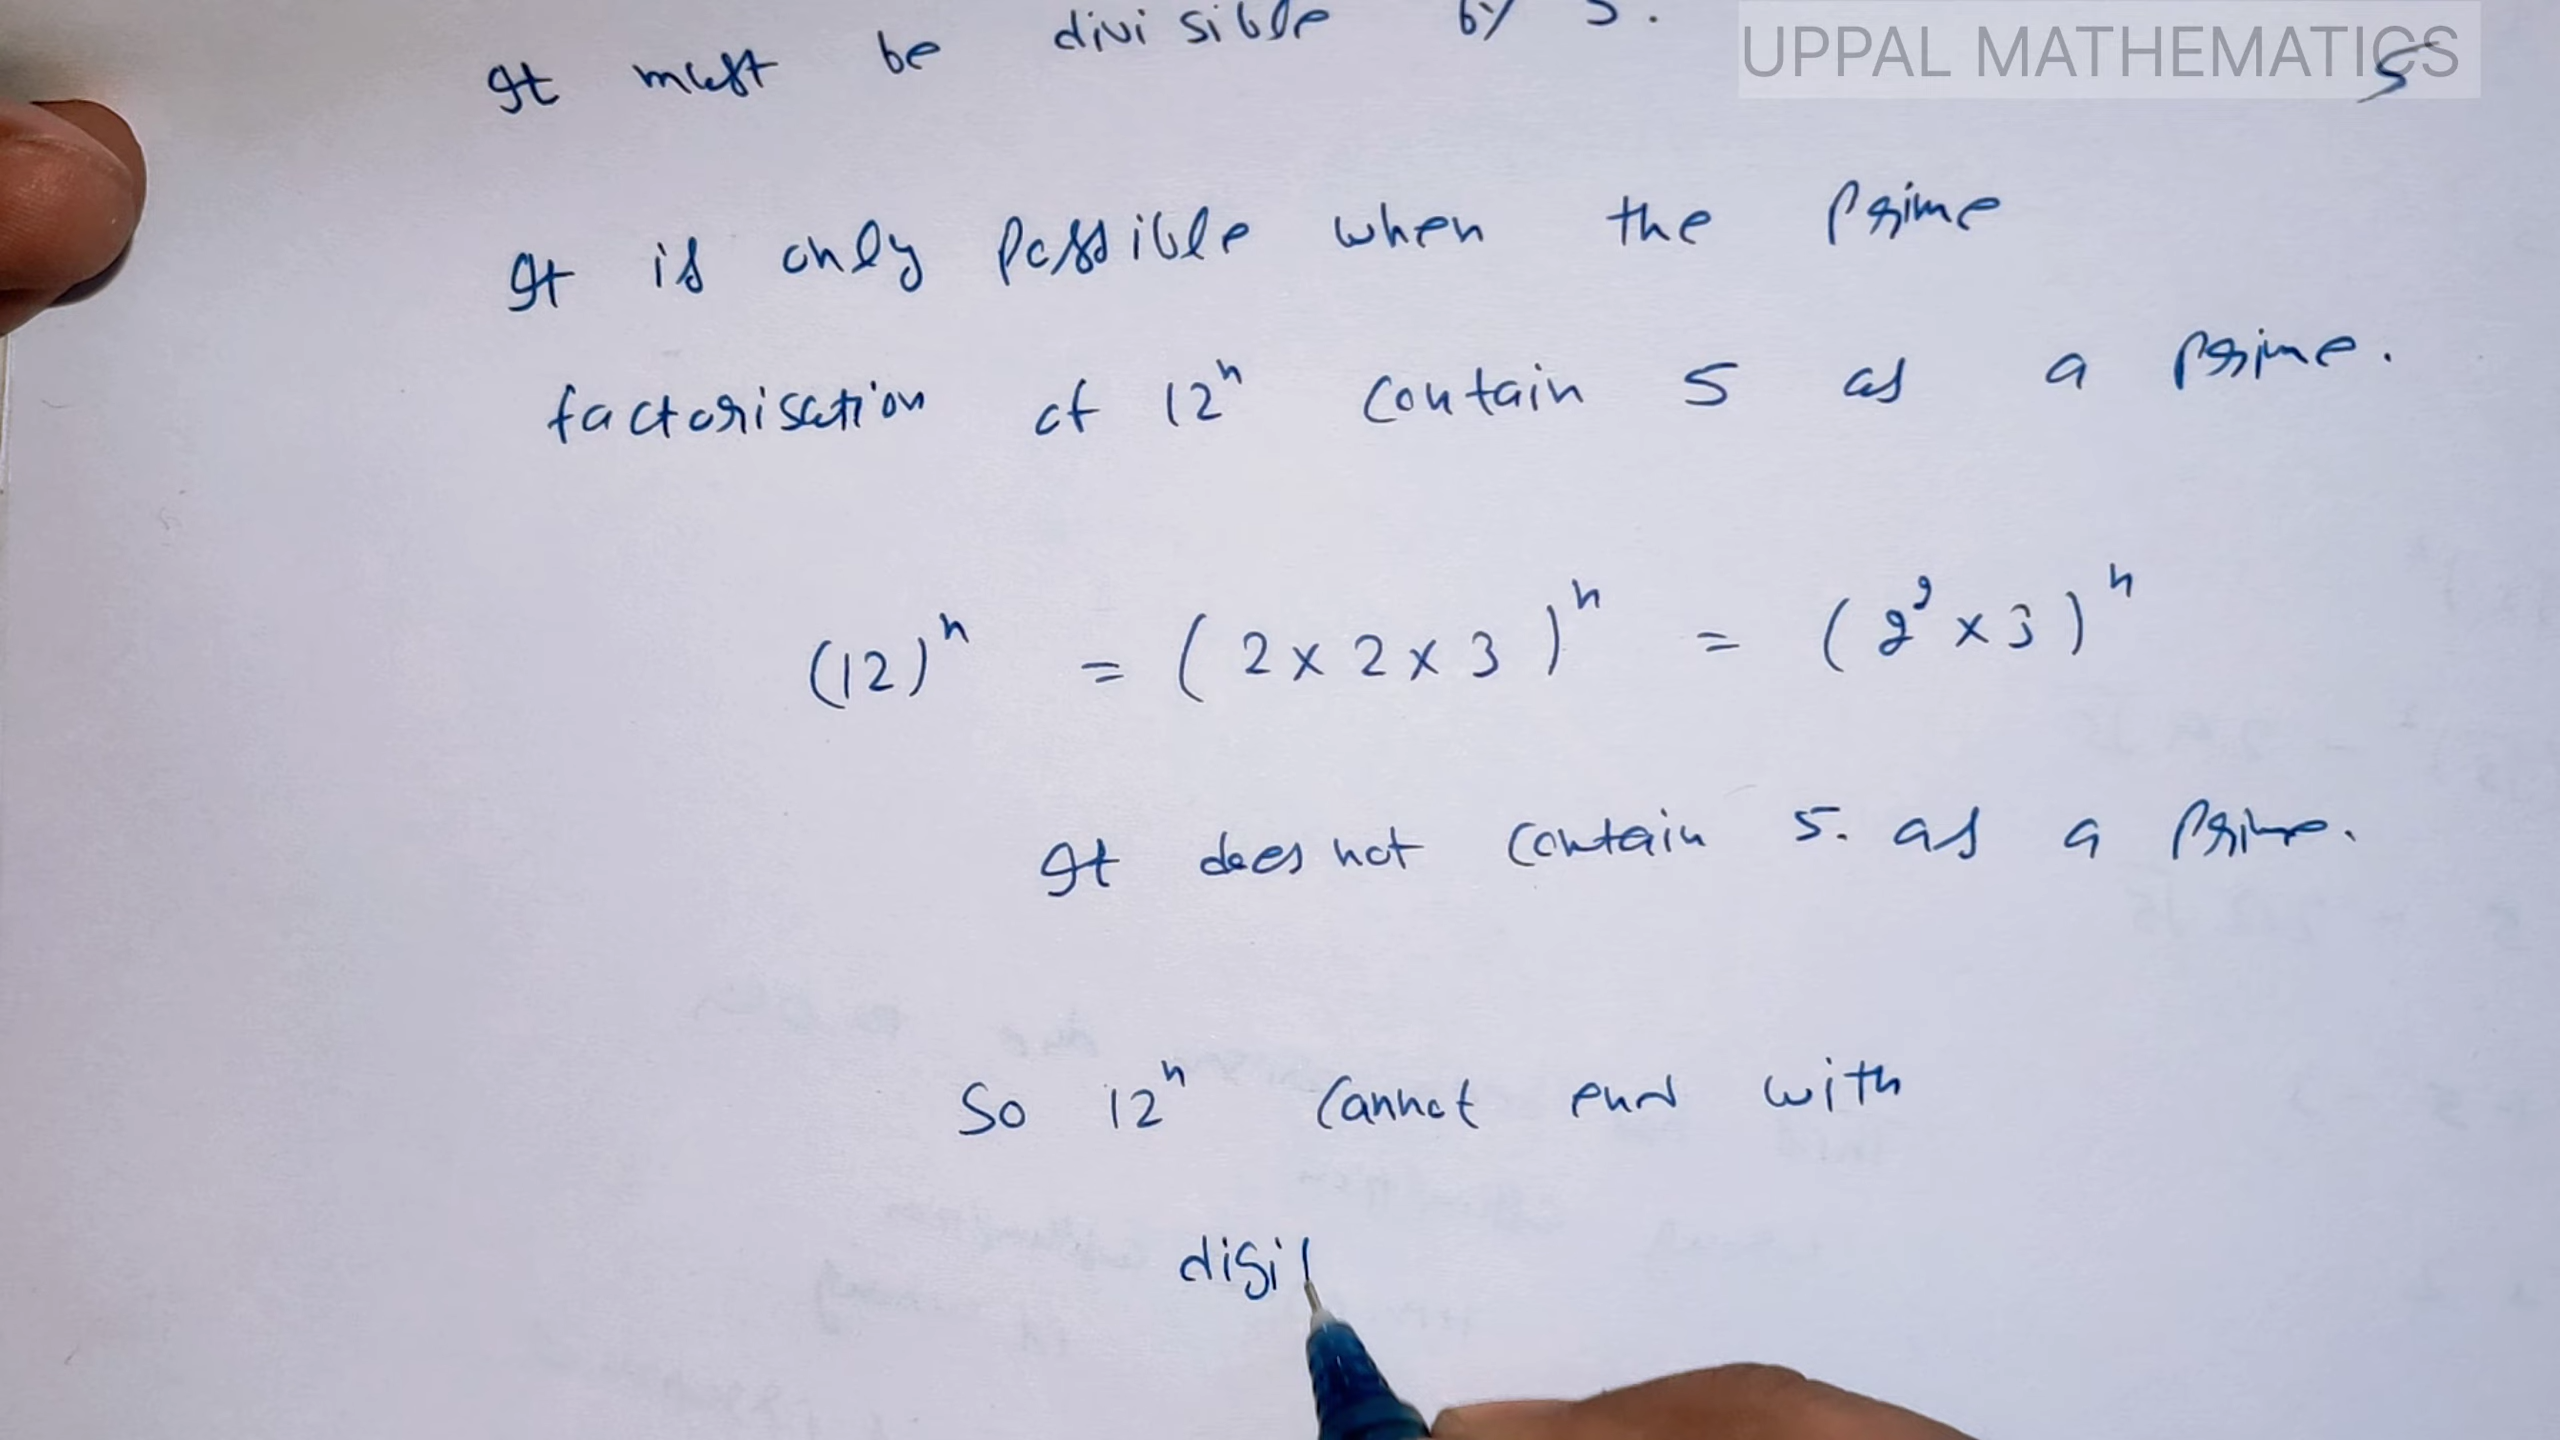 It must be divisible by 5.
UPPAL MATHEMATICS
5
It is only possible when the prime
factorisation of 12ⁿ contain 5 as a prime.
(12)ⁿ = (2×2×3)ⁿ = (2²×3)ⁿ
It does not contain 5. as a prime.
So 12ⁿ cannot end with
digit